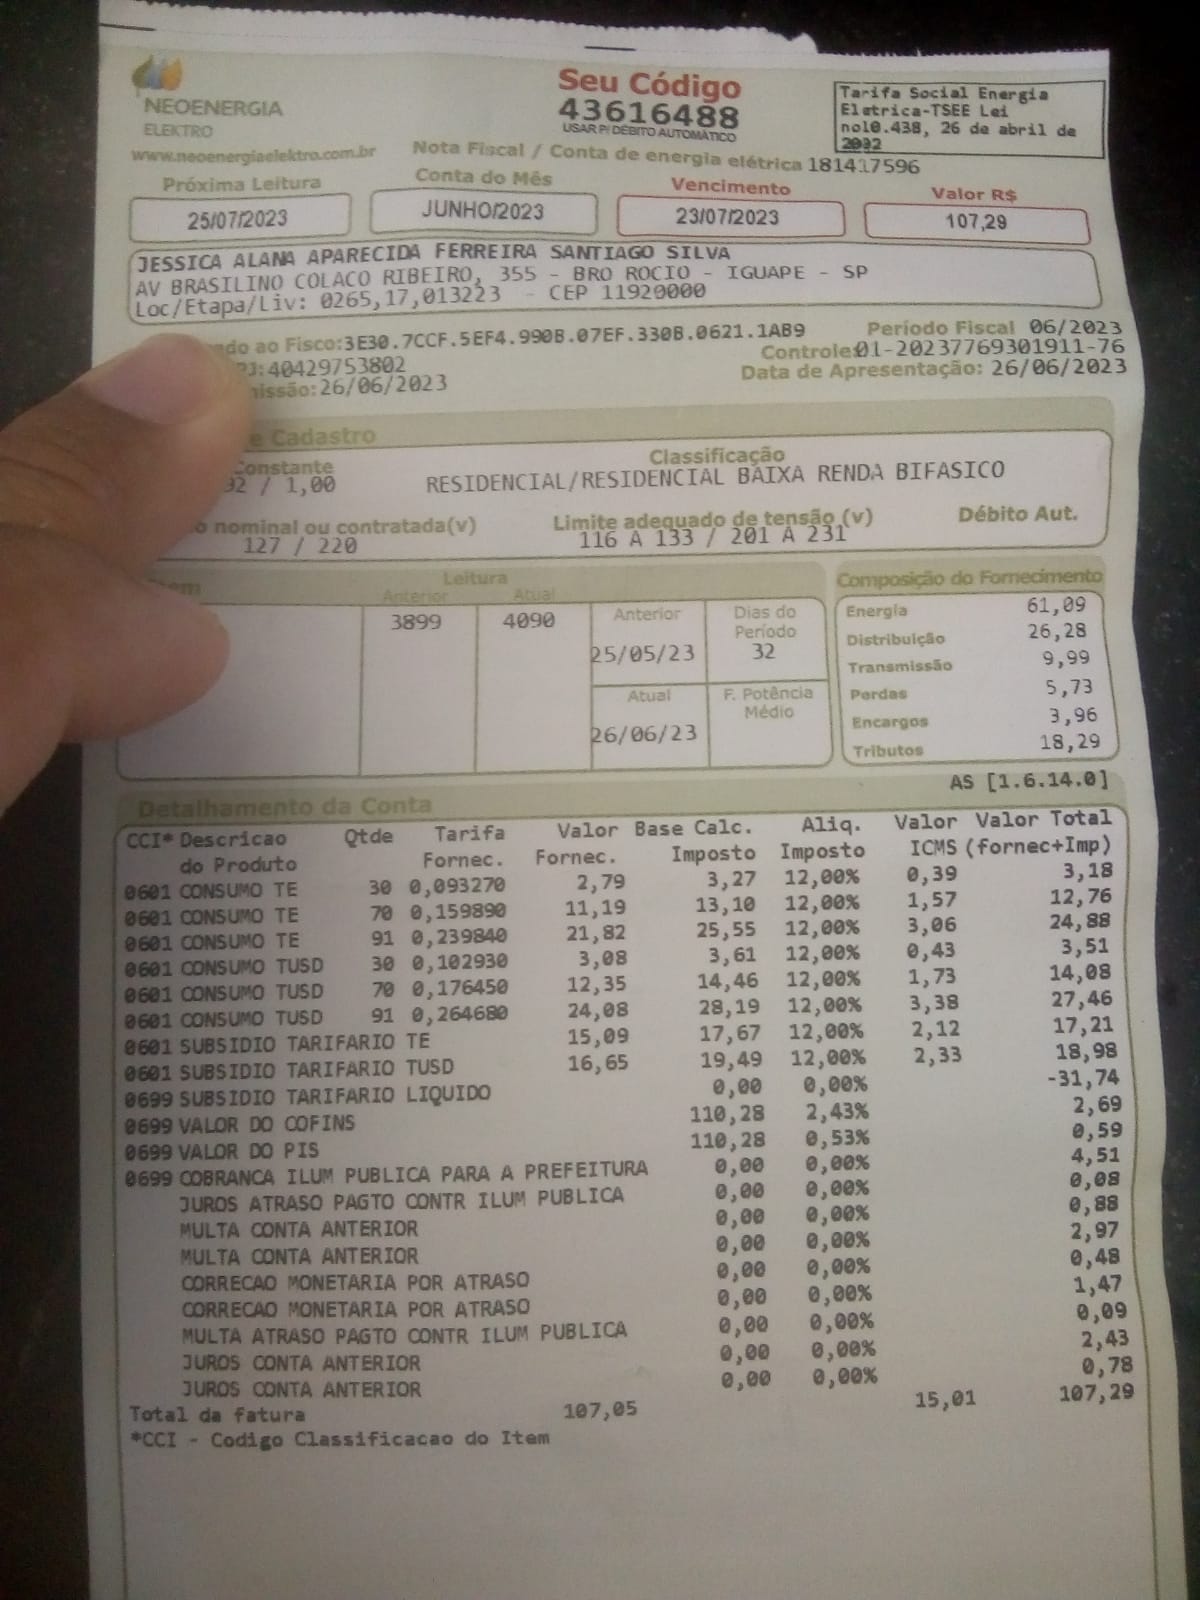 NEOENERGIA
ELEKTRO
www.neoenergiaelektro.com.br
Seu Código
43616488
USAR P/ DÉBITO AUTOMÁTICO
Tarifa Social Energia
Eletrica-TSEE Lei
no10.438, 26 de abril de
2002
Nota Fiscal / Conta de energia elétrica 181417596
Próxima Leitura Conta do Mês Vencimento Valor R$
25/07/2023 JUNHO/2023 23/07/2023 107,29
JESSICA ALANA APARECIDA FERREIRA SANTIAGO SILVA
AV BRASILINO COLACO RIBEIRO, 355 - BRO ROCIO - IGUAPE - SP
Loc/Etapa/Liv: 0265,17,013223 - CEP 11920000
do ao Fisco:3E30.7CCF.5EF4.990B.07EF.330B.0621.1AB9 Período Fiscal 06/2023
PJ:40429753802 Controle:01-20237769301911-76
missão:26/06/2023 Data de Apresentação: 26/06/2023
e Cadastro
Constante Classificação
92 / 1,00 RESIDENCIAL/RESIDENCIAL BAIXA RENDA BIFASICO
o nominal ou contratada(v) Limite adequado de tensão (v) Débito Aut.
127 / 220 116 A 133 / 201 A 231
Leitura
Anterior Atual
3899 4090
Anterior Dias do Período
25/05/23 32
Atual F. Potência Médio
26/06/23
Composição do Fornecimento
Energia 61,09
Distribuição 26,28
Transmissão 9,99
Perdas 5,73
Encargos 3,96
Tributos 18,29
AS [1.6.14.0]
Detalhamento da Conta
CCI* Descricao Qtde Tarifa Valor Base Calc. Aliq. Valor Valor Total
do Produto Fornec. Fornec. Imposto Imposto ICMS (fornec+Imp)
0601 CONSUMO TE 30 0,093270 2,79 3,27 12,00% 0,39 3,18
0601 CONSUMO TE 70 0,159890 11,19 13,10 12,00% 1,57 12,76
0601 CONSUMO TE 91 0,239840 21,82 25,55 12,00% 3,06 24,88
0601 CONSUMO TUSD 30 0,102930 3,08 3,61 12,00% 0,43 3,51
0601 CONSUMO TUSD 70 0,176450 12,35 14,46 12,00% 1,73 14,08
0601 CONSUMO TUSD 91 0,264680 24,08 28,19 12,00% 3,38 27,46
0601 SUBSIDIO TARIFARIO TE 15,09 17,67 12,00% 2,12 17,21
0601 SUBSIDIO TARIFARIO TUSD 16,65 19,49 12,00% 2,33 18,98
0699 SUBSIDIO TARIFARIO LIQUIDO 0,00 0,00% -31,74
0699 VALOR DO COFINS 110,28 2,43% 2,69
0699 VALOR DO PIS 110,28 0,53% 0,59
0699 COBRANCA ILUM PUBLICA PARA A PREFEITURA 0,00 0,00% 4,51
JUROS ATRASO PAGTO CONTR ILUM PUBLICA 0,00 0,00% 0,08
MULTA CONTA ANTERIOR 0,00 0,00% 0,88
MULTA CONTA ANTERIOR 0,00 0,00% 2,97
CORRECAO MONETARIA POR ATRASO 0,00 0,00% 0,48
CORRECAO MONETARIA POR ATRASO 0,00 0,00% 1,47
MULTA ATRASO PAGTO CONTR ILUM PUBLICA 0,00 0,00% 0,09
JUROS CONTA ANTERIOR 0,00 0,00% 2,43
JUROS CONTA ANTERIOR 0,00 0,00% 0,78
Total da fatura 107,05 15,01 107,29
*CCI - Codigo Classificacao do Item